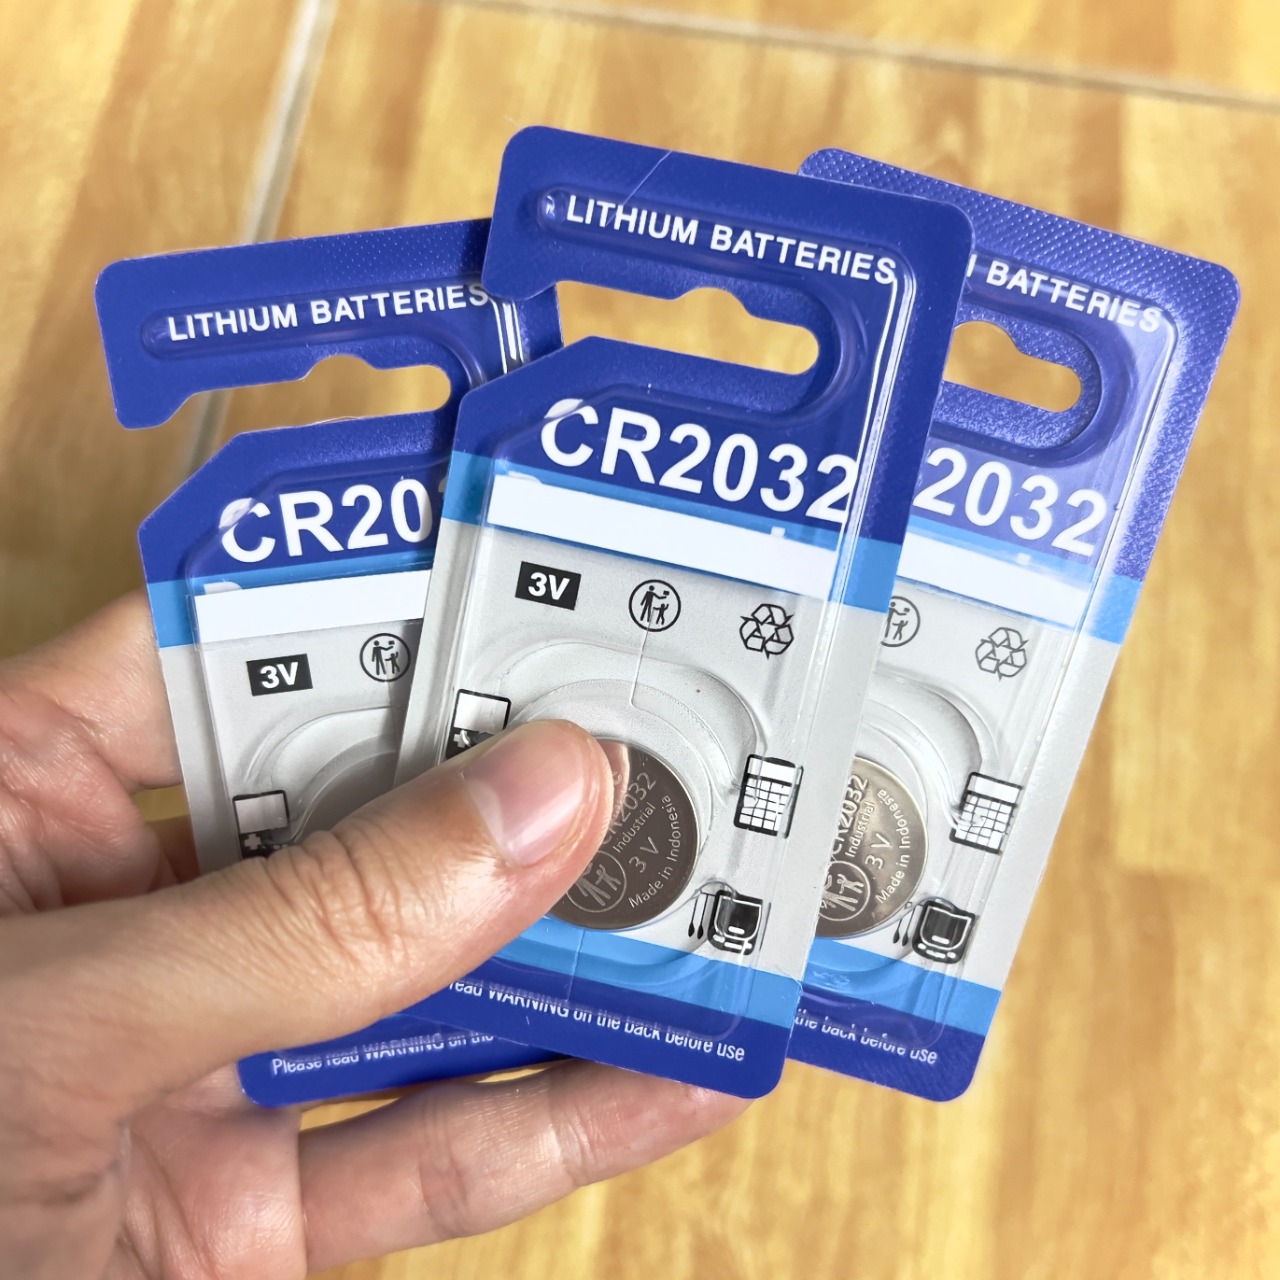 LITHIUM BATTERIES
CR20
3V
Please read WARNING on the
LITHIUM BATTERIES
CR2032
3V
CR2032
Industrial
3 V
Made in Indonesia
read WARNING on the back before use
BATTERIES
2032
CR2032
Industrial
3 V
Made in Indonesia
the back before use